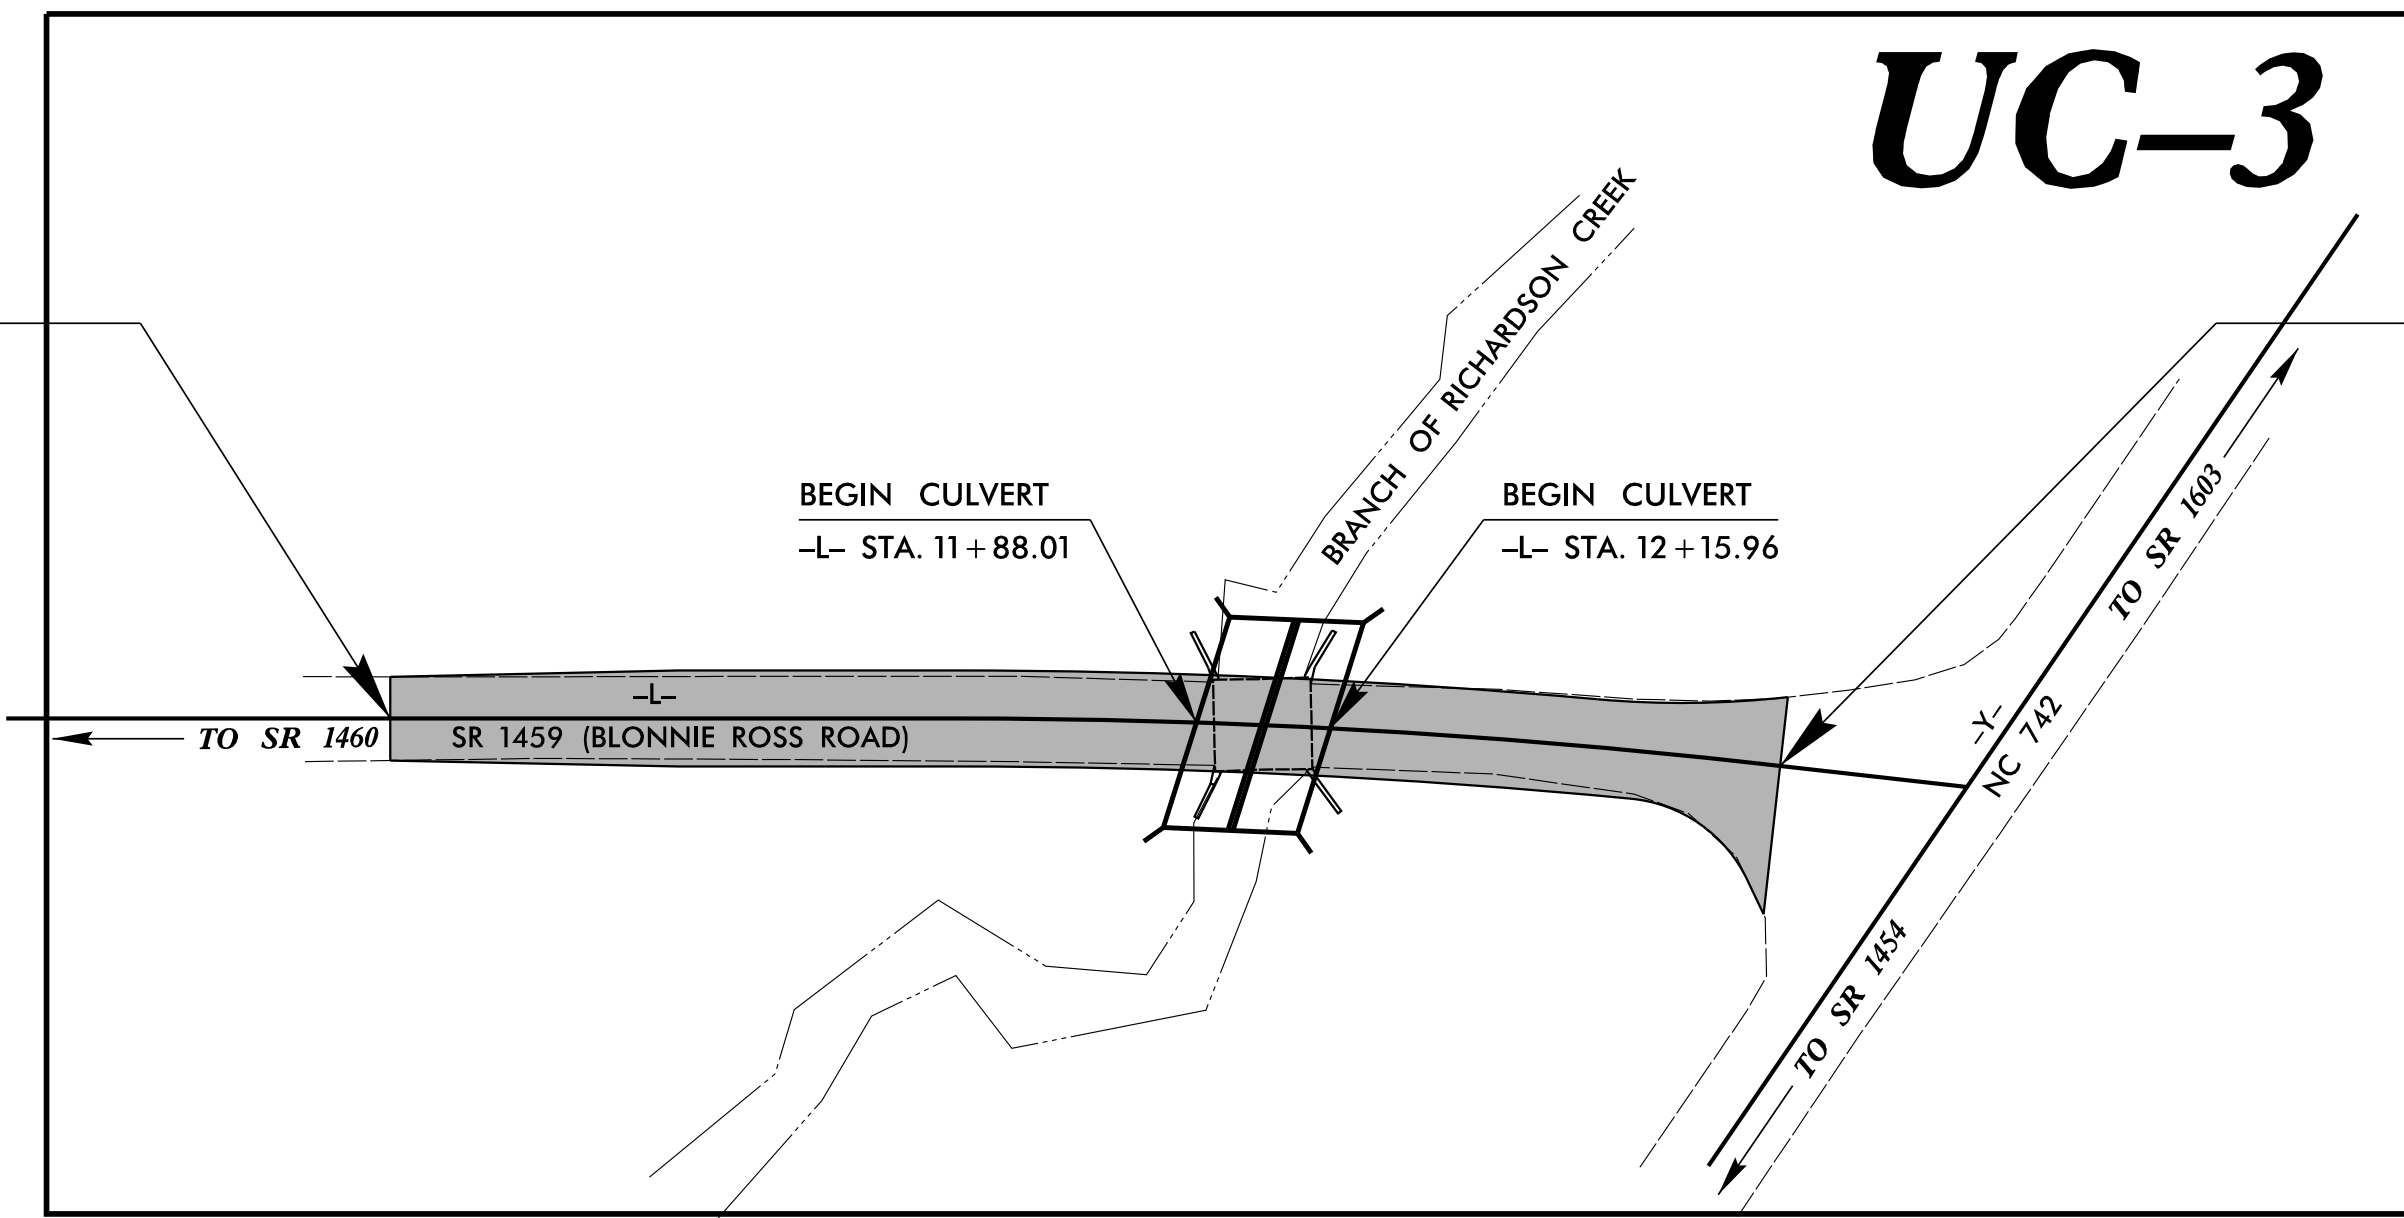 UC–3
BRANCH OF RICHARDSON CREEK
BEGIN CULVERT
–L– STA. 11+88.01
BEGIN CULVERT
–L– STA. 12+15.96
TO SR 1603
–L–
–Y–
NC 742
TO SR 1460
SR 1459 (BLONNIE ROSS ROAD)
TO SR 1454